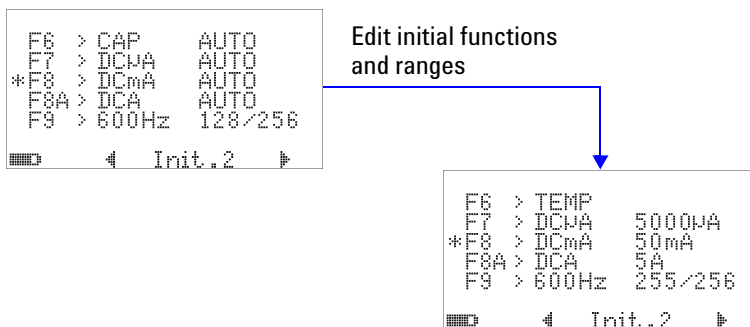 F6 > CAP AUTO
F7 > DCµA AUTO
*F8 > DCmA AUTO
F8A> DCA AUTO
F9 > 600Hz 128/256
◀ Init..2 ▶
Edit initial functions
and ranges
F6 > TEMP
F7 > DCµA 5000µA
*F8 > DCmA 50mA
F8A> DCA 5A
F9 > 600Hz 255/256
◀ Init..2 ▶